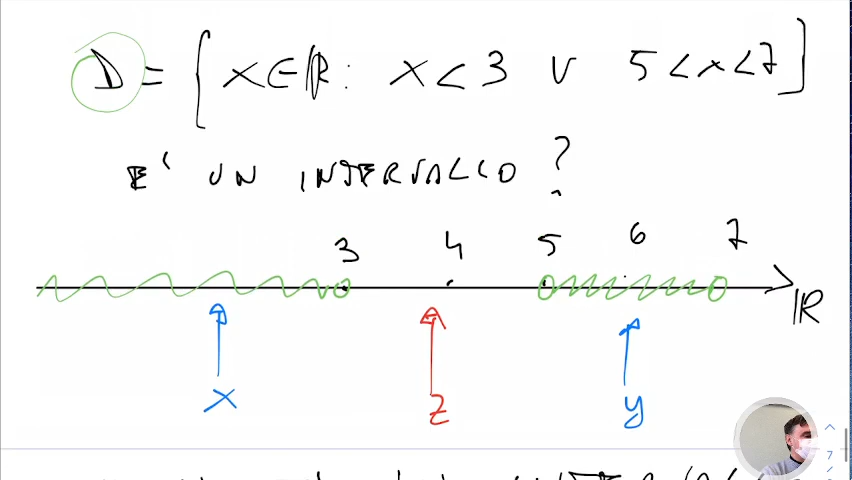 D = { x ∈ ℝ : x < 3 ∨ 5 < x < 7 }
E' UN INTERVALLO ?
3 4 5 6 7
ℝ
x z y